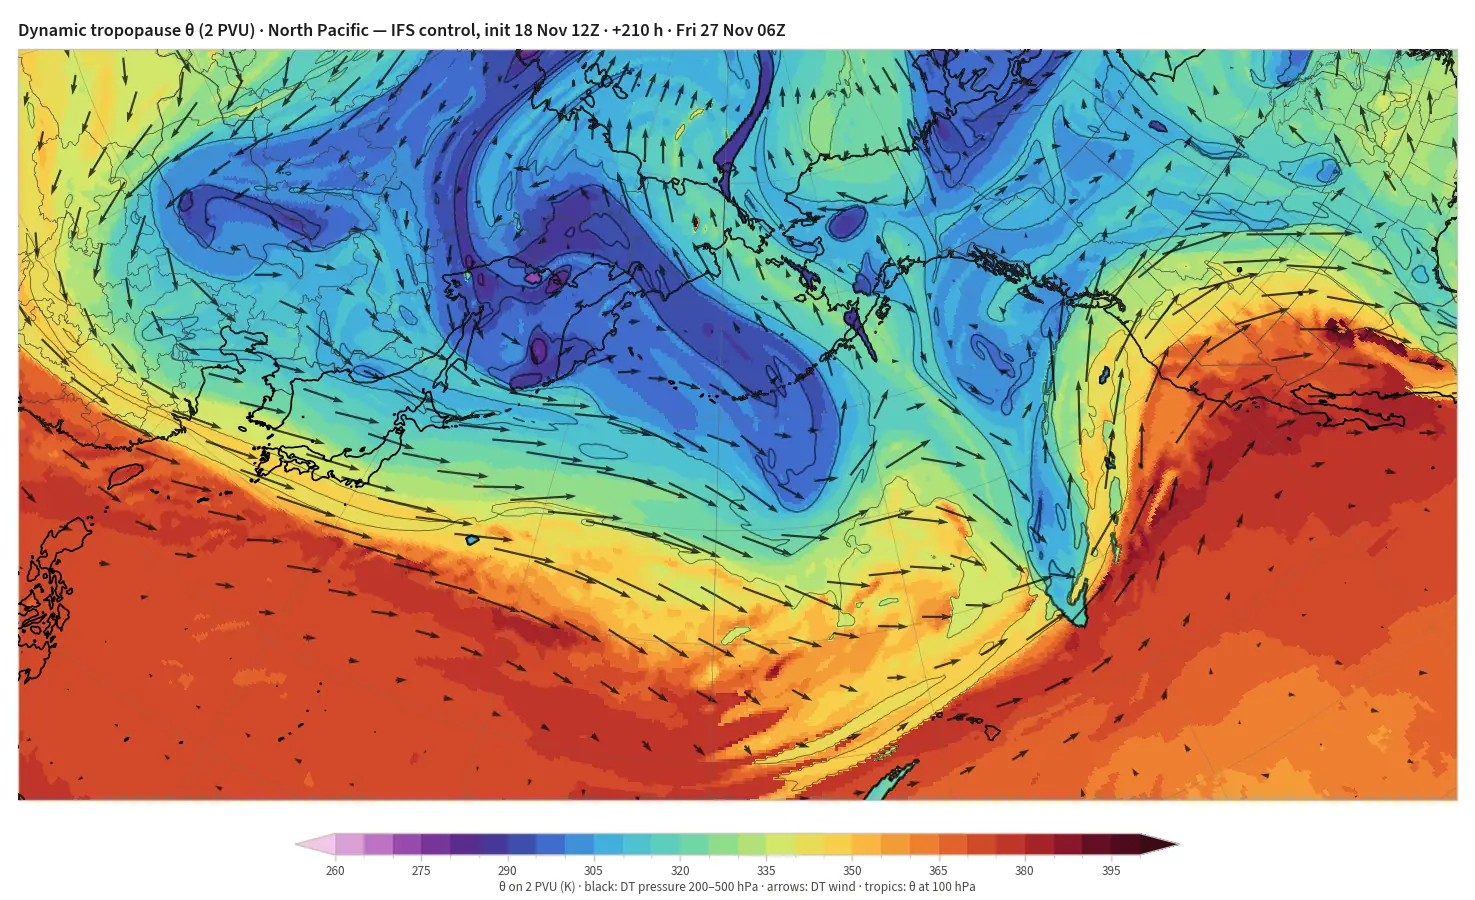 Dynamic tropopause θ (2 PVU) · North Pacific — IFS control, init 18 Nov 12Z · +210 h · Fri 27 Nov 06Z
260 275 290 305 320 335 350 365 380 395
θ on 2 PVU (K) · black: DT pressure 200–500 hPa · arrows: DT wind · tropics: θ at 100 hPa